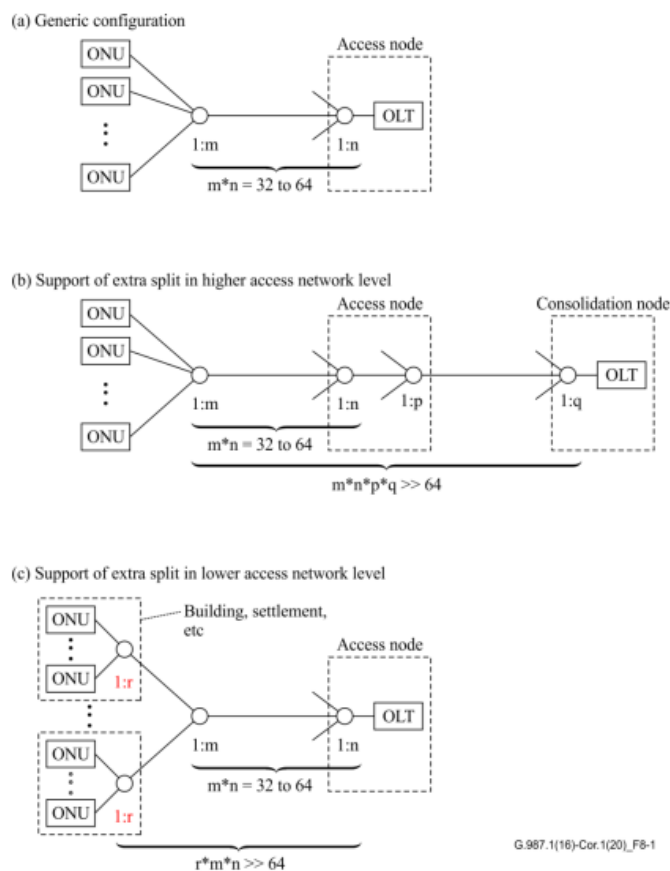 (a) Generic configuration
Access node
ONU
ONU
ONU
OLT
1:m
1:n
m*n = 32 to 64
(b) Support of extra split in higher access network level
Access node
Consolidation node
ONU
ONU
ONU
OLT
1:m
1:n
1:p
1:q
m*n = 32 to 64
m*n*p*q >> 64
(c) Support of extra split in lower access network level
Building, settlement,
etc
Access node
ONU
ONU
1:r
OLT
1:m
1:n
ONU
ONU
1:r
m*n = 32 to 64
r*m*n >> 64
G.987.1(16)-Cor.1(20)_F8-1